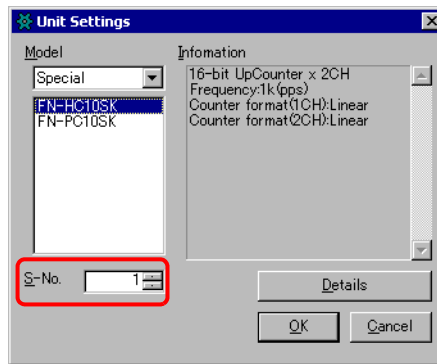 Unit Settings
Model
Special
FN-HC10SK
FN-PC10SK
Infomation
16-bit UpCounter x 2CH
Frequency:1k(pps)
Counter format(1CH):Linear
Counter format(2CH):Linear
S-No.
1
Details
OK
Cancel